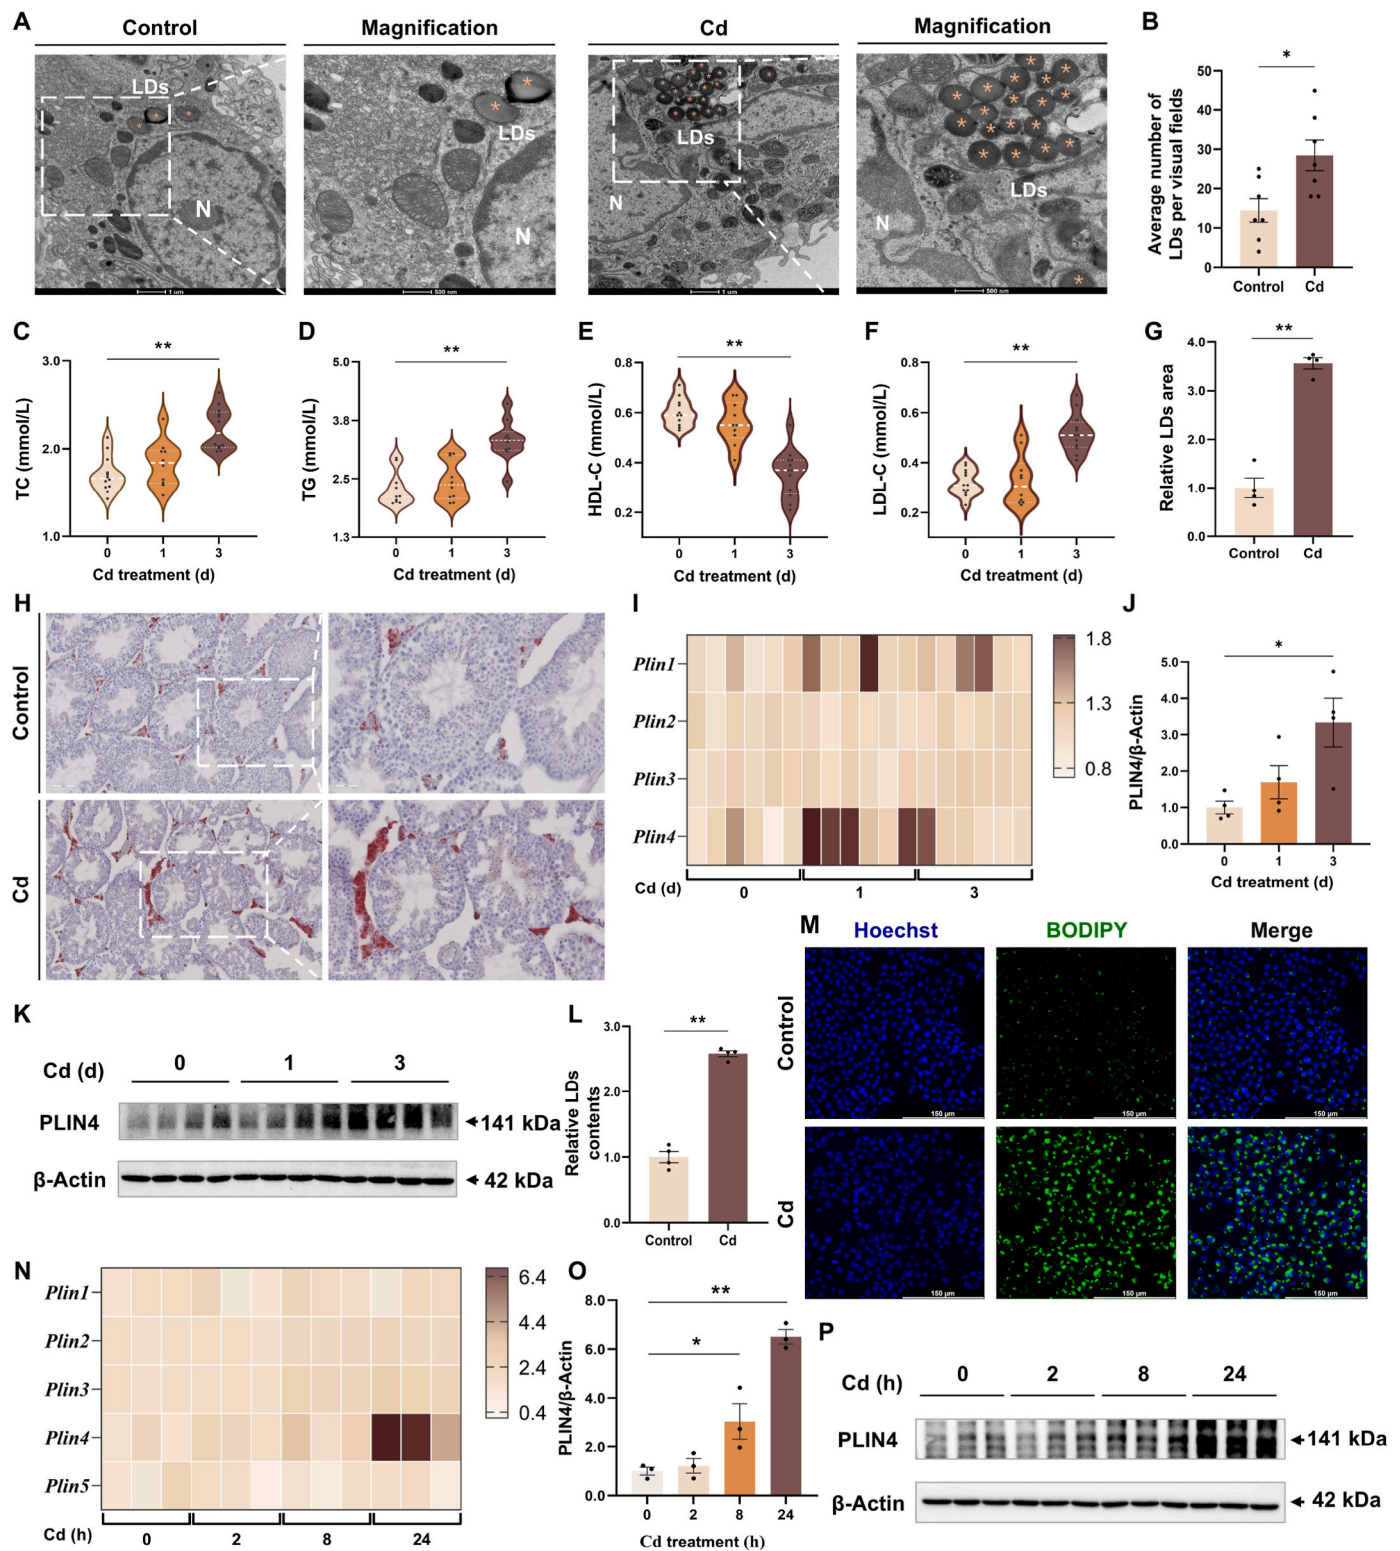 A
Control
Magnification
Cd
Magnification
LDs
N
1 um
LDs
N
500 nm
LDs
N
1 um
LDs
N
500 nm
B
*
Average number of
LDs per visual fields
50
40
30
20
10
0
Control
Cd
C
**
TC (mmol/L)
3.0
2.0
1.0
0
1
3
Cd treatment (d)
D
**
TG (mmol/L)
5.0
3.8
2.5
1.3
0
1
3
Cd treatment (d)
E
**
HDL-C (mmol/L)
0.8
0.6
0.4
0.2
0
1
3
Cd treatment (d)
F
**
LDL-C (mmol/L)
0.8
0.6
0.4
0.2
0
1
3
Cd treatment (d)
G
**
Relative LDs area
4.0
3.0
2.0
1.0
0.0
Control
Cd
H
Control
Cd
I
Plin1
Plin2
Plin3
Plin4
Cd (d)
0
1
3
1.8
1.3
0.8
J
*
PLIN4/β-Actin
5.0
4.0
3.0
2.0
1.0
0.0
0
1
3
Cd treatment (d)
K
Cd (d)
0
1
3
PLIN4
141 kDa
β-Actin
42 kDa
L
**
Relative LDs
contents
3.0
2.0
1.0
0.0
Control
Cd
M
Hoechst
BODIPY
Merge
Control
150 μm
150 μm
150 μm
Cd
150 μm
150 μm
150 μm
N
Plin1
Plin2
Plin3
Plin4
Plin5
Cd (h)
0
2
8
24
6.4
4.4
2.4
0.4
O
**
*
PLIN4/β-Actin
8.0
6.0
4.0
2.0
0.0
0
2
8
24
Cd treatment (h)
P
Cd (h)
0
2
8
24
PLIN4
141 kDa
β-Actin
42 kDa